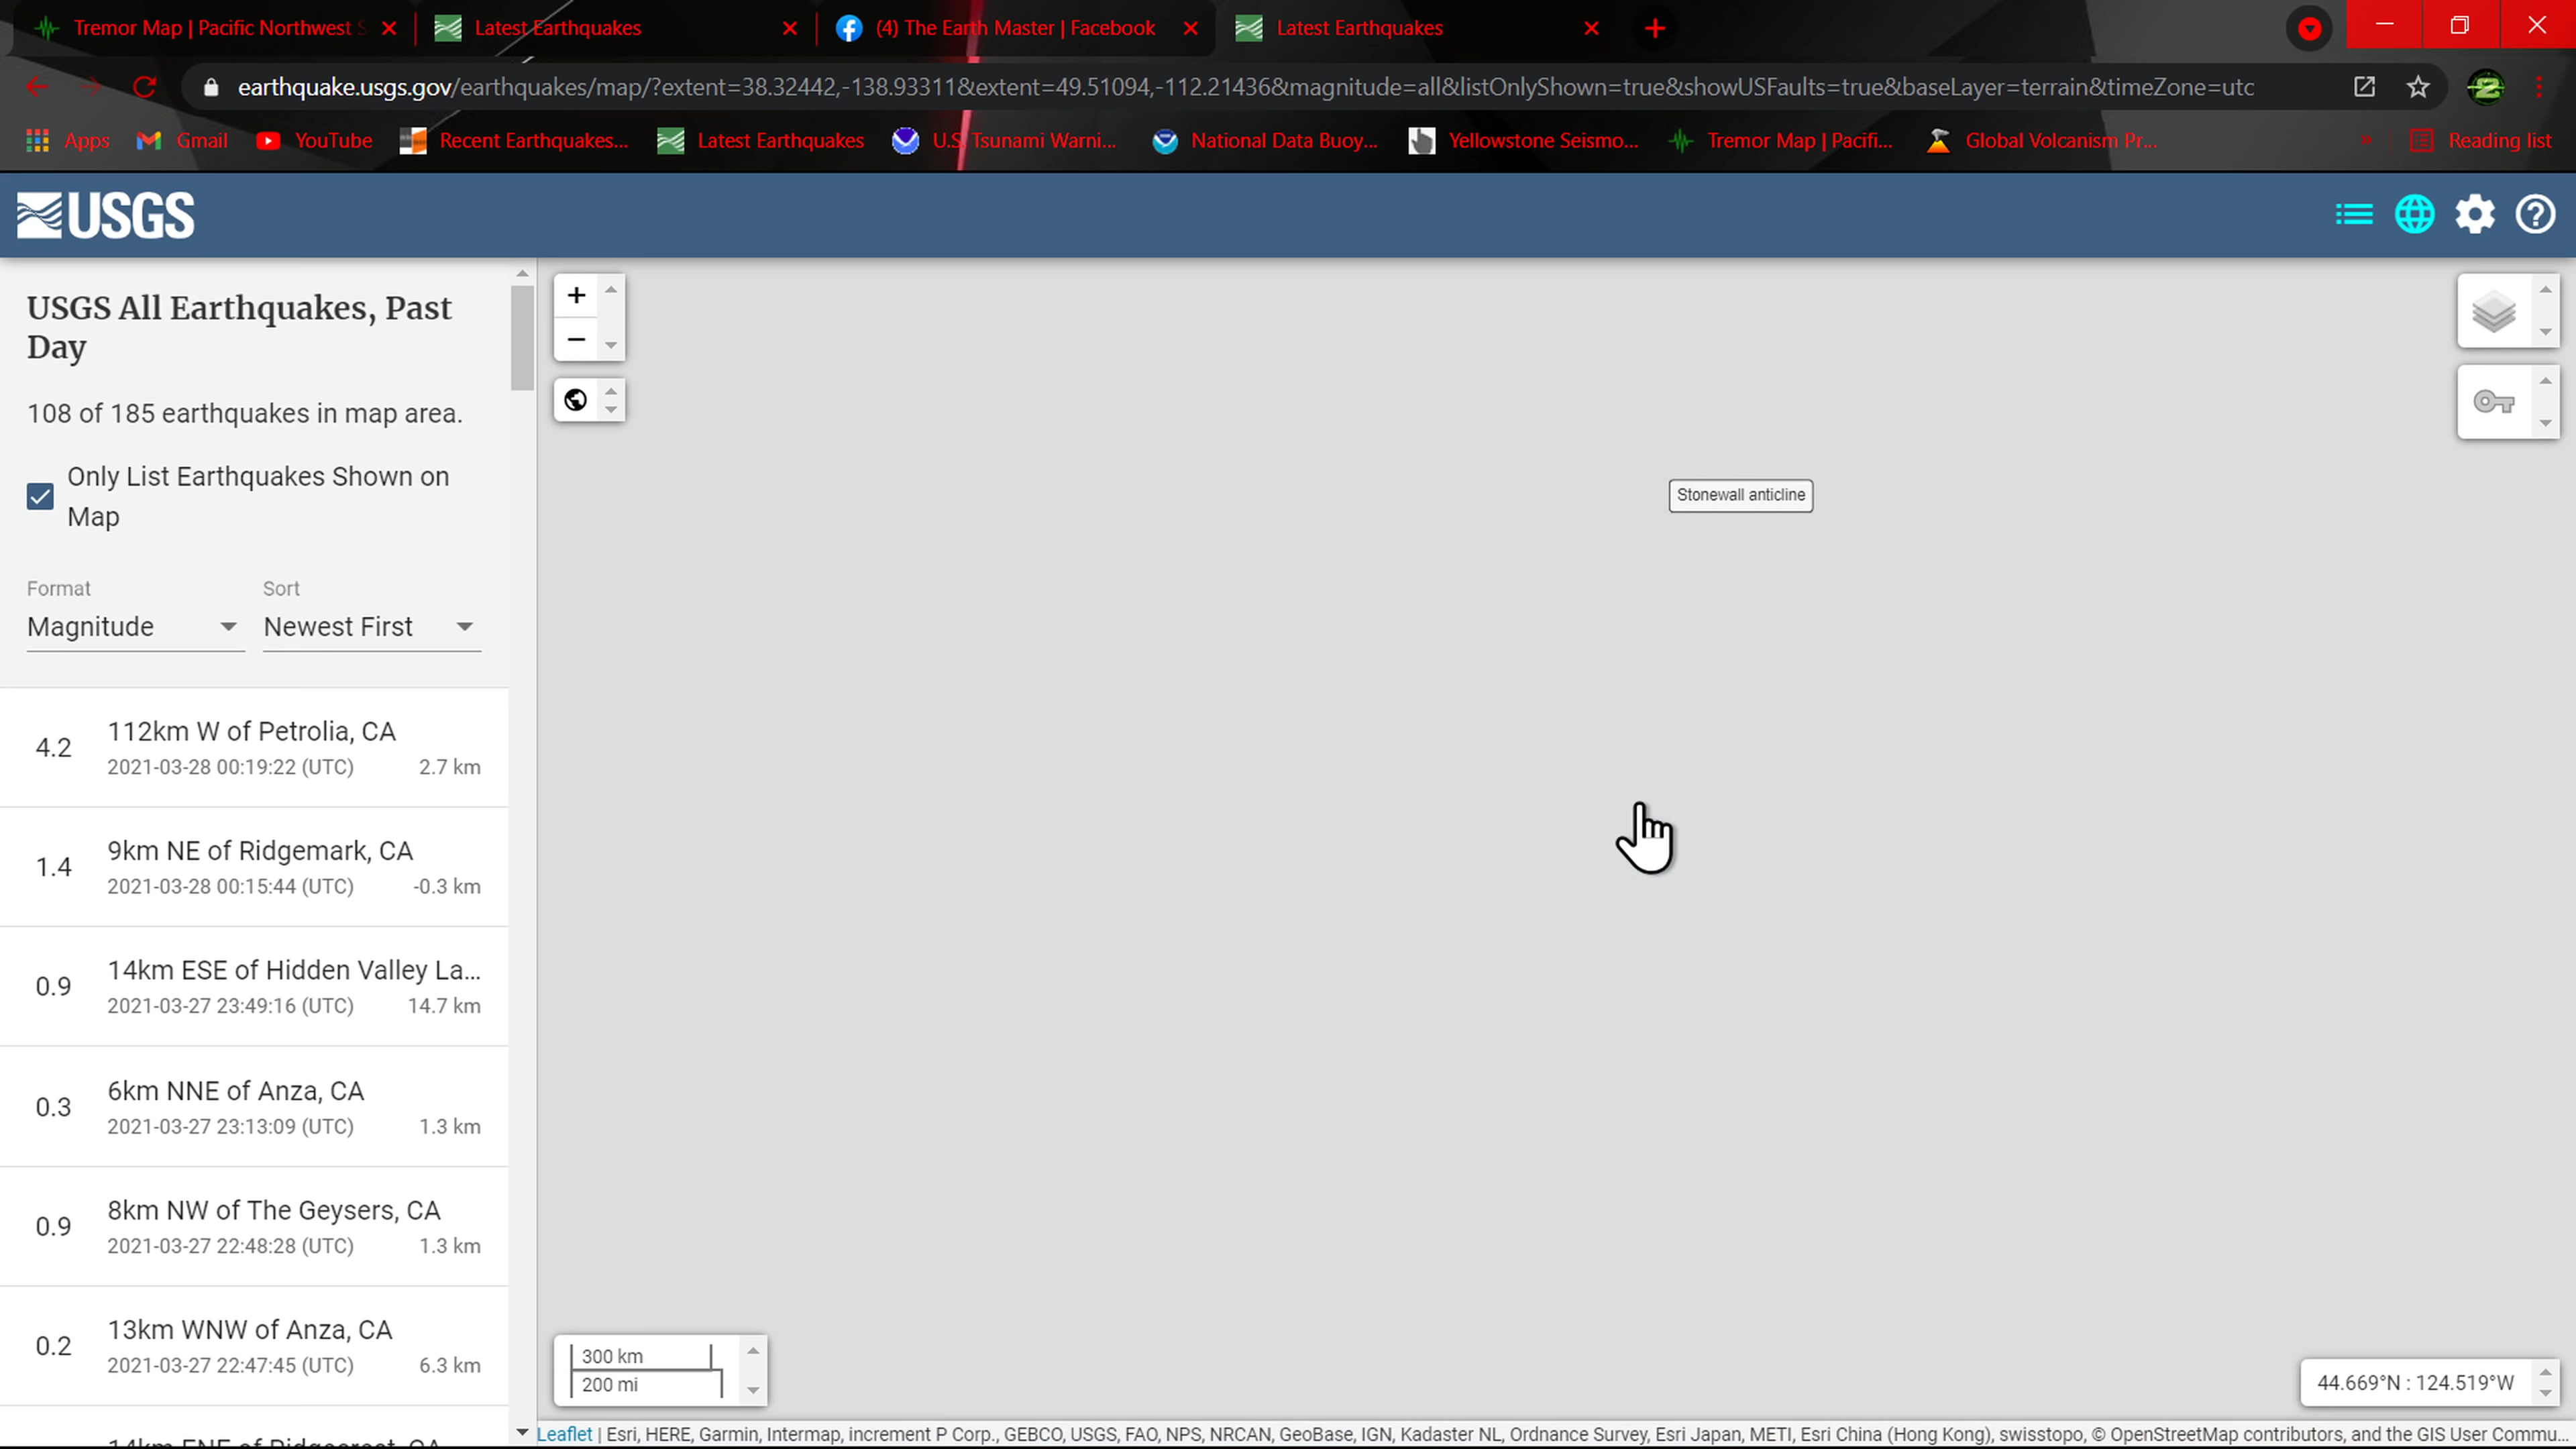 Tremor Map | Pacific Northwest S
Latest Earthquakes
(4) The Earth Master | Facebook
Latest Earthquakes
earthquake.usgs.gov/earthquakes/map/?extent=38.32442,-138.93311&extent=49.51094,-112.21436&magnitude=all&listOnlyShown=true&showUSFaults=true&baseLayer=terrain&timeZone=utc
Apps
Gmail
YouTube
Recent Earthquakes...
Latest Earthquakes
U.S. Tsunami Warni...
National Data Buoy...
Yellowstone Seismo...
Tremor Map | Pacifi...
Global Volcanism Pr...
Reading list
USGS
USGS All Earthquakes, Past
Day
108 of 185 earthquakes in map area.
Only List Earthquakes Shown on
Map
Format
Sort
Magnitude
Newest First
4.2
112km W of Petrolia, CA
2021-03-28 00:19:22 (UTC) 2.7 km
1.4
9km NE of Ridgemark, CA
2021-03-28 00:15:44 (UTC) -0.3 km
0.9
14km ESE of Hidden Valley La...
2021-03-27 23:49:16 (UTC) 14.7 km
0.3
6km NNE of Anza, CA
2021-03-27 23:13:09 (UTC) 1.3 km
0.9
8km NW of The Geysers, CA
2021-03-27 22:48:28 (UTC) 1.3 km
0.2
13km WNW of Anza, CA
2021-03-27 22:47:45 (UTC) 6.3 km
14km ENE of Ridgecrest, CA
Stonewall anticline
300 km
200 mi
44.669°N : 124.519°W
Leaflet | Esri, HERE, Garmin, Intermap, increment P Corp., GEBCO, USGS, FAO, NPS, NRCAN, GeoBase, IGN, Kadaster NL, Ordnance Survey, Esri Japan, METI, Esri China (Hong Kong), swisstopo, © OpenStreetMap contributors, and the GIS User Commu...